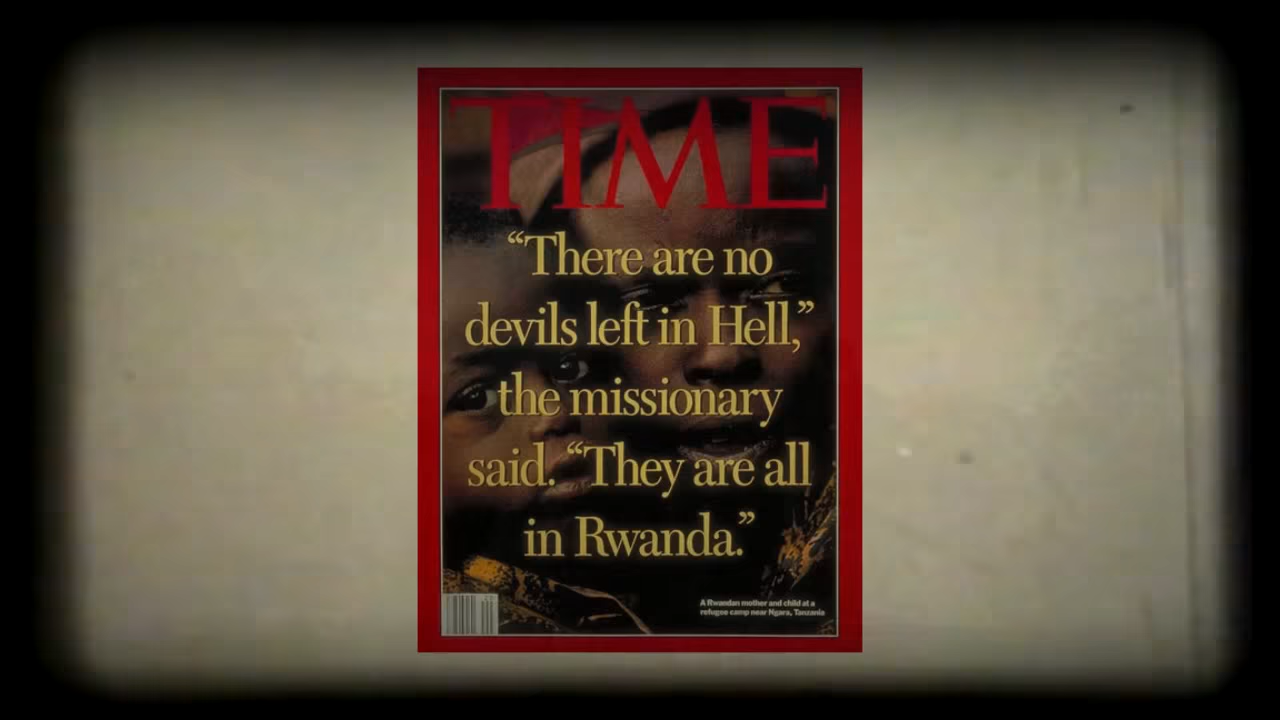 TIME
“There are no
devils left in Hell,”
the missionary
said. “They are all
in Rwanda.”
A Rwandan mother and child at a
refugee camp near Ngara, Tanzania